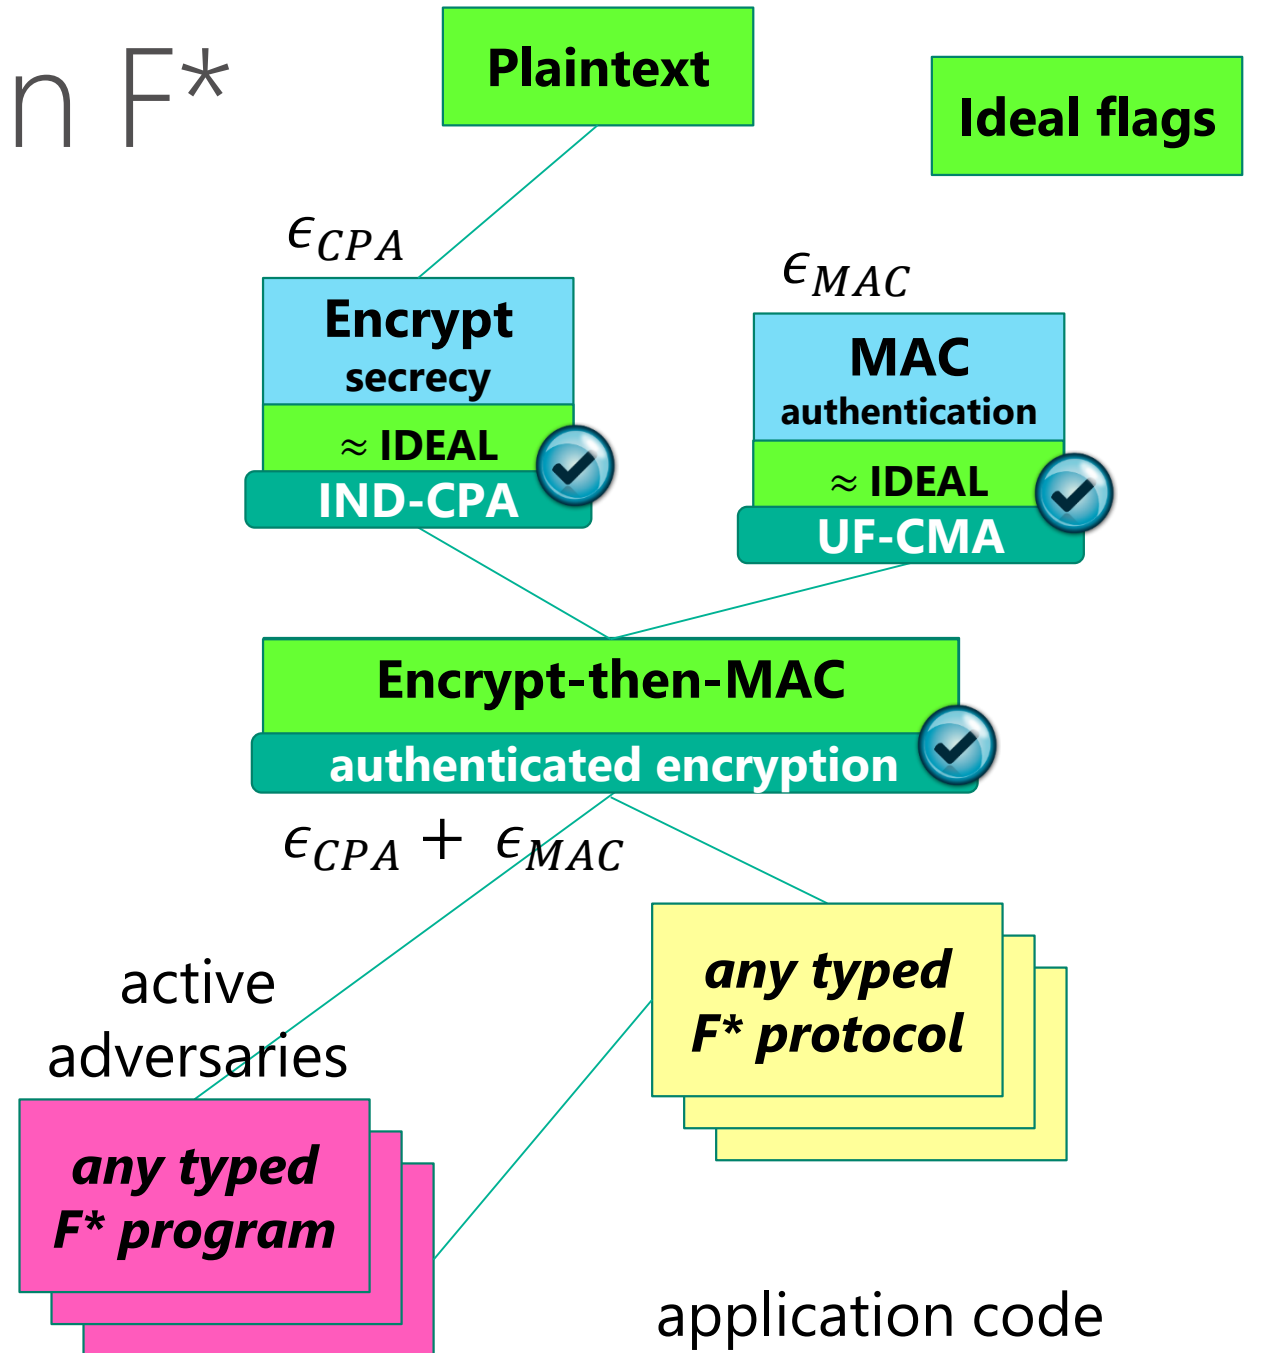 n F*
Plaintext
Ideal flags
ϵCPA
ϵMAC
Encrypt
secrecy
≈ IDEAL
IND-CPA
MAC
authentication
≈ IDEAL
UF-CMA
Encrypt-then-MAC
authenticated encryption
ϵCPA + ϵMAC
any typed
F* protocol
active
adversaries
any typed
F* program
application code